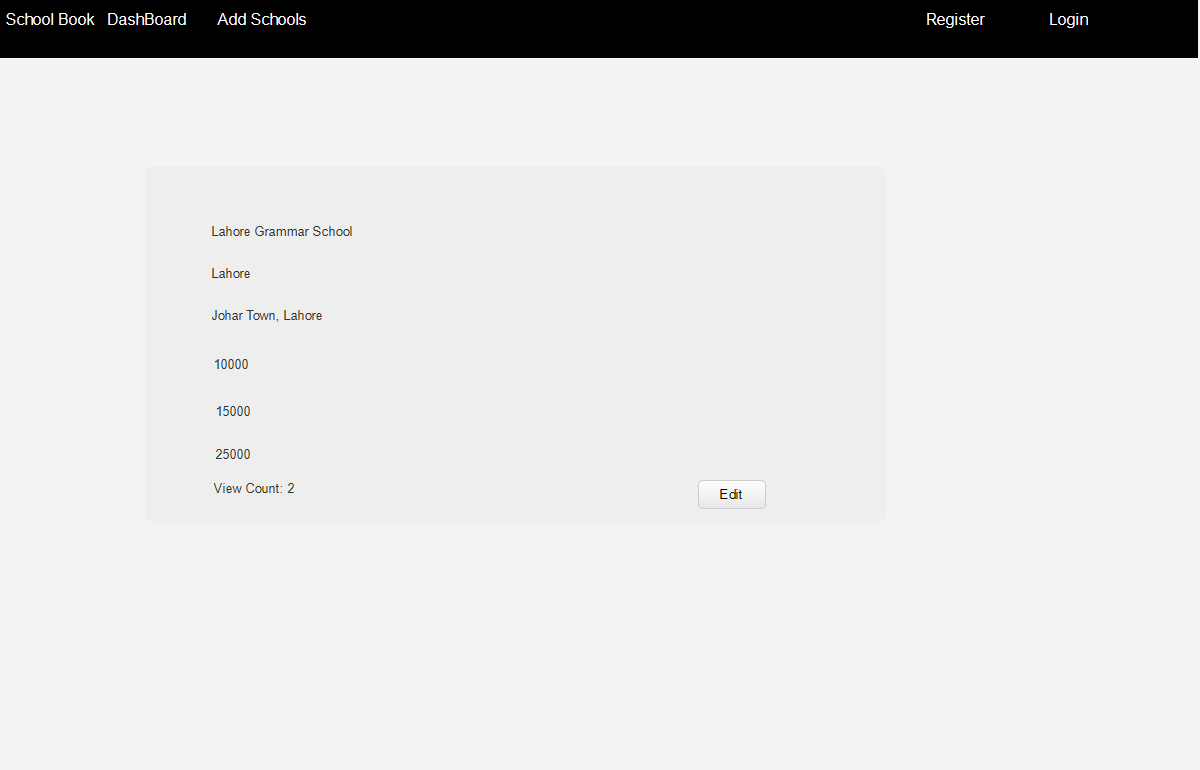 School Book DashBoard Add Schools Register Login
Lahore Grammar School
Lahore
Johar Town, Lahore
10000
15000
25000
View Count: 2
Edit